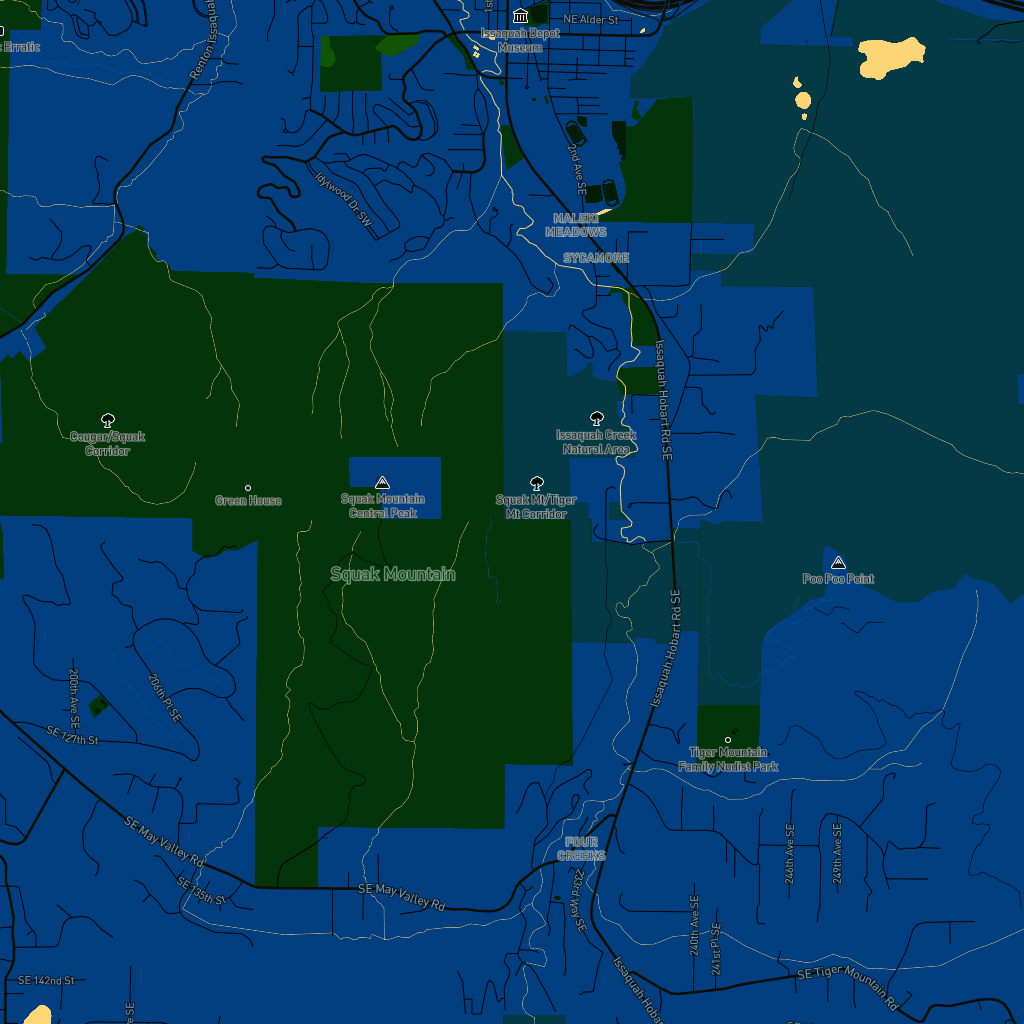 NE Alder St
Issaquah Depot
Museum
Erratic
Renton Issa
1st
2nd Ave SE
Idylwood Dr SW
MALEKI
MEADOWS
SYCAMORE
Issaquah Hobart Rd SE
Cougar/Squak
Corridor
Issaquah Creek
Natural Area
Green House
Squak Mountain
Central Peak
Squak Mt/Tiger
Mt Corridor
Squak Mountain
Poo Poo Point
Issaquah Hobart Rd SE
200th Ave SE
206th Pl SE
SE 127th St
Tiger Mountain
Family Nudist Park
SE May Valley Rd
FOUR
CREEKS
246th Ave SE
249th Ave SE
SE 135th St
SE May Valley Rd
233rd Way SE
240th Ave SE
241st Pl SE
SE 142nd St
Issaquah Hobar
SE Tiger Mountain Rd
e SE